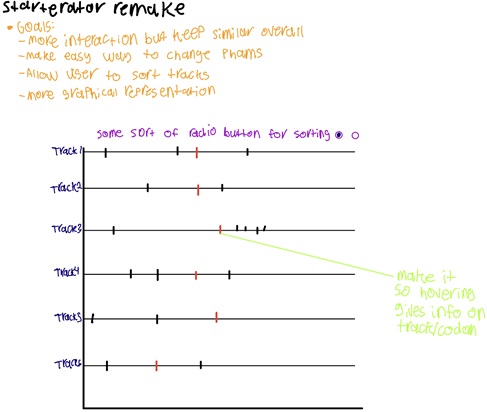 Starterator remake
• Goals:
- More interaction but keep similar overall
- make easy ways to change phams
- Allow user to sort tracks
- more graphical representation
some sort of radio button for sorting
Track1
Track2
Track3
Track4
Track5
make it
so hovering
gives info on
track/codon